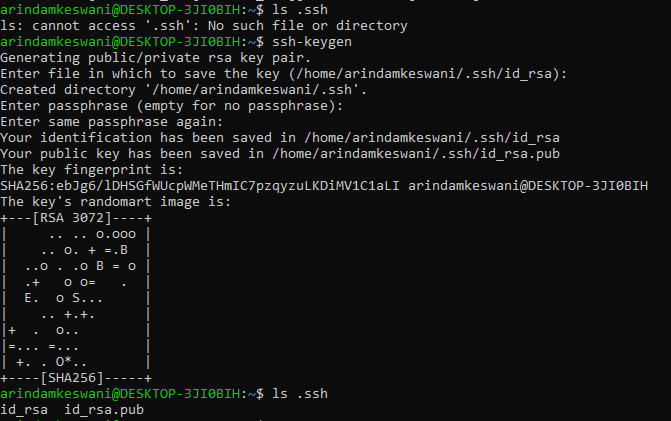 arindamkeswani@DESKTOP-3JI0BIH:~$ ls .ssh
ls: cannot access '.ssh': No such file or directory
arindamkeswani@DESKTOP-3JI0BIH:~$ ssh-keygen
Generating public/private rsa key pair.
Enter file in which to save the key (/home/arindamkeswani/.ssh/id_rsa):
Created directory '/home/arindamkeswani/.ssh'.
Enter passphrase (empty for no passphrase):
Enter same passphrase again:
Your identification has been saved in /home/arindamkeswani/.ssh/id_rsa
Your public key has been saved in /home/arindamkeswani/.ssh/id_rsa.pub
The key fingerprint is:
SHA256:ebJg6/lDHSGfWUcpWMeTHmIC7pzqyzuLKDiMV1C1aLI arindamkeswani@DESKTOP-3JI0BIH
The key's randomart image is:
+---[RSA 3072]----+
|     .. .. o.ooo |
|    .. o. + =.B  |
|  ..o . .o B = o |
|  .+   o o=   .  |
|  E.  o S...     |
|    .. +.+.      |
|+  .  o..        |
|=... =...        |
| +. . O*..       |
+----[SHA256]-----+
arindamkeswani@DESKTOP-3JI0BIH:~$ ls .ssh
id_rsa  id_rsa.pub